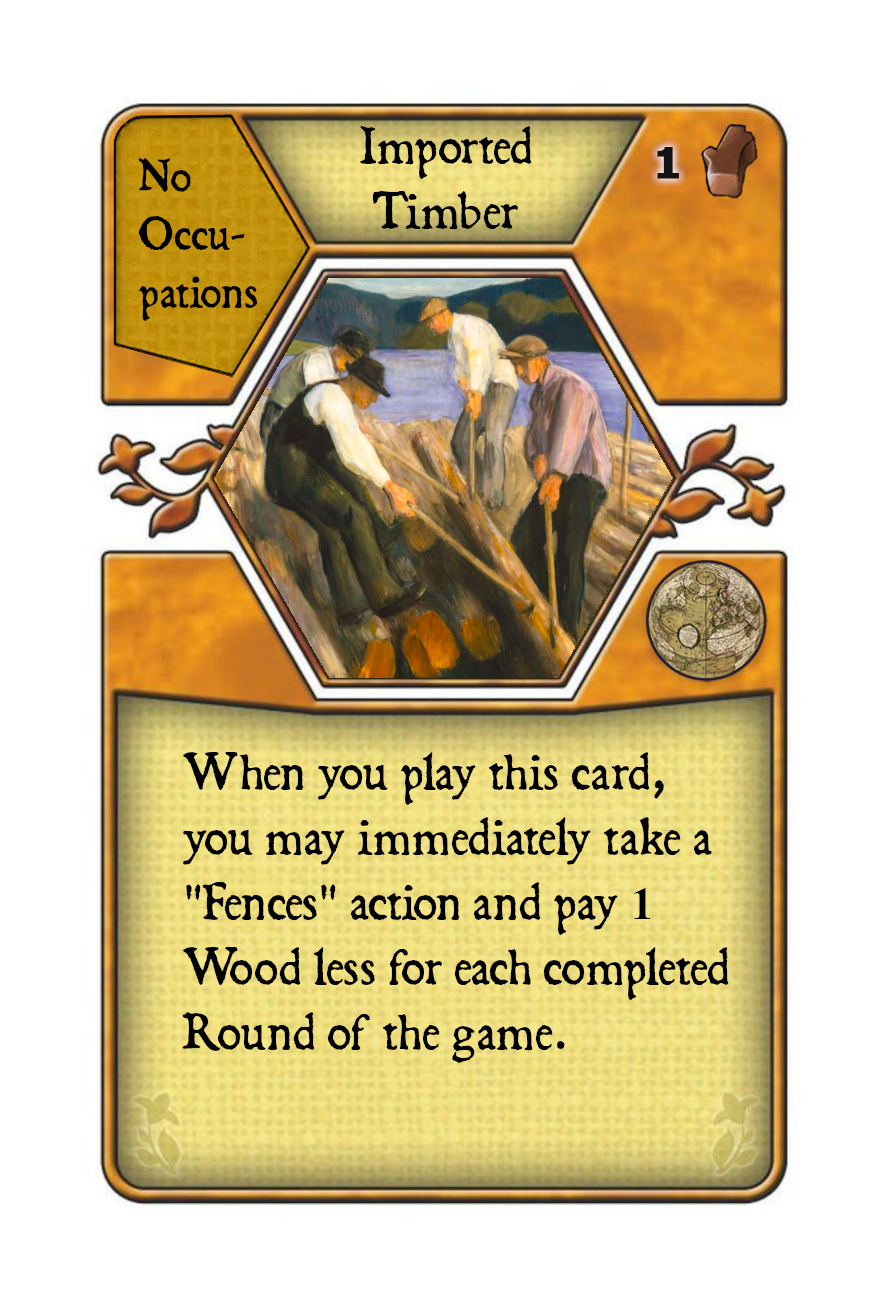 No
Occu-
pations
Imported
Timber
1
When you play this card,
you may immediately take a
"Fences" action and pay 1
Wood less for each completed
Round of the game.